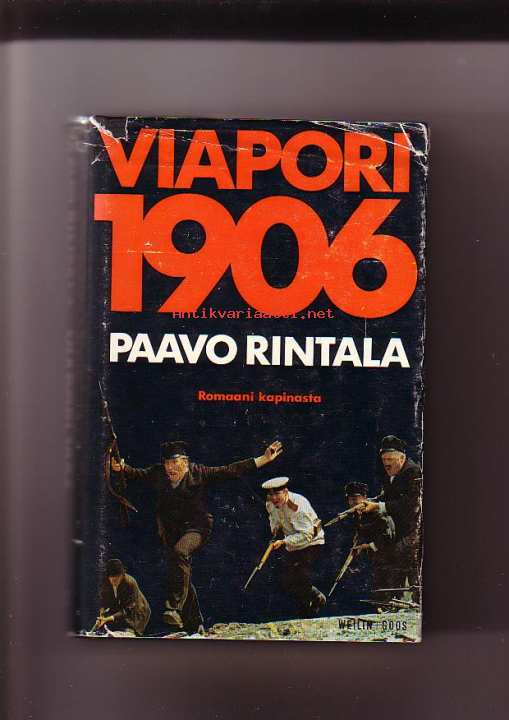 VIAPORI
1906
Antikvariaatti.net
PAAVO RINTALA
Romaani kapinasta
WEILIN + GÖÖS